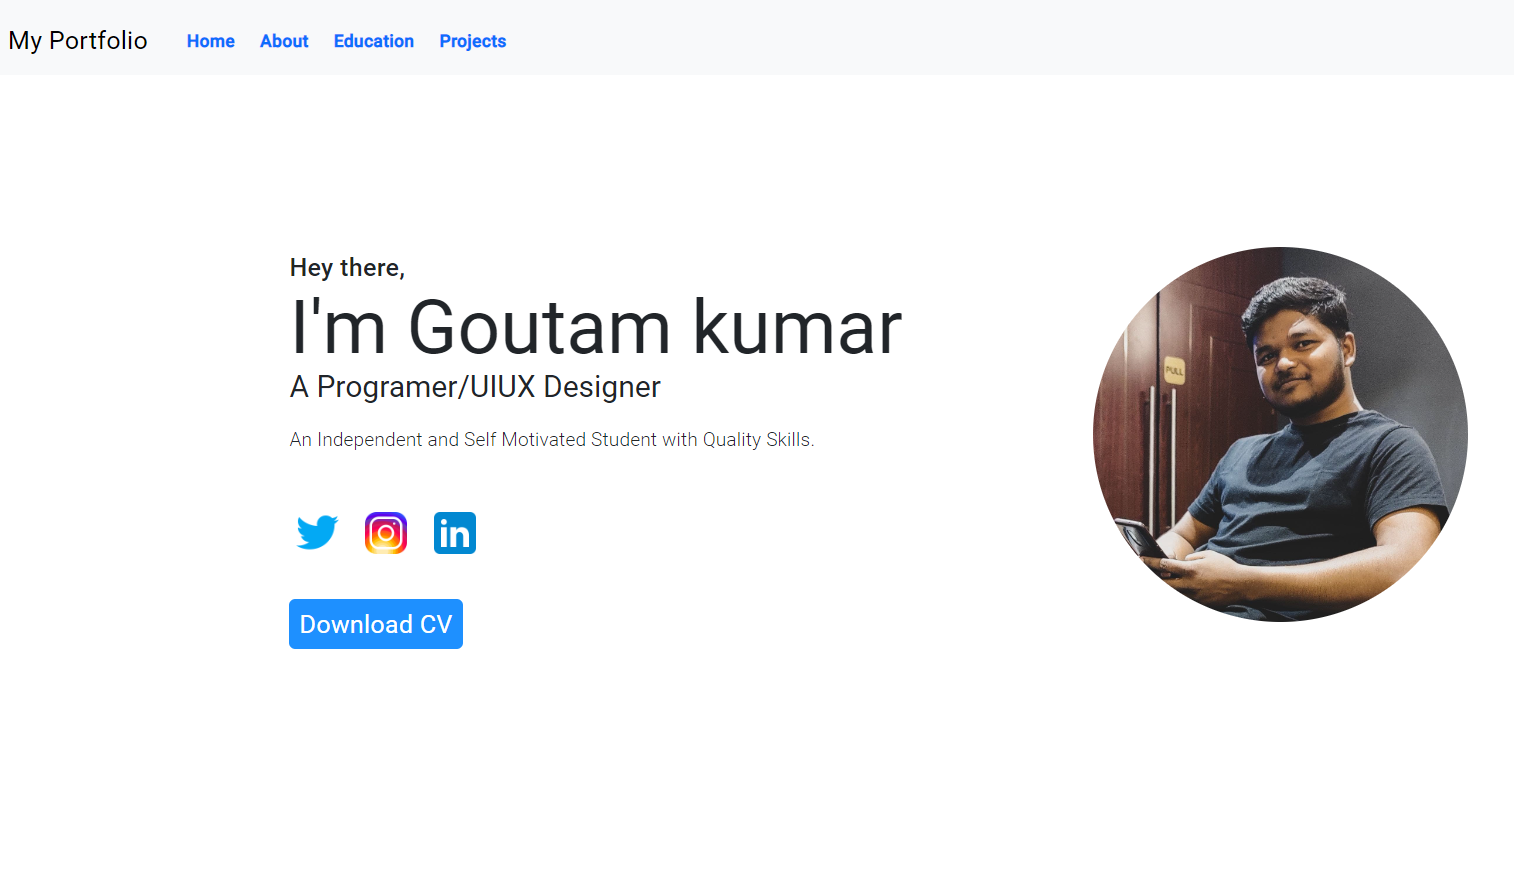 My Portfolio Home About Education Projects
Hey there,
I'm Goutam kumar
A Programer/UIUX Designer
An Independent and Self Motivated Student with Quality Skills.
in
Download CV
PULL